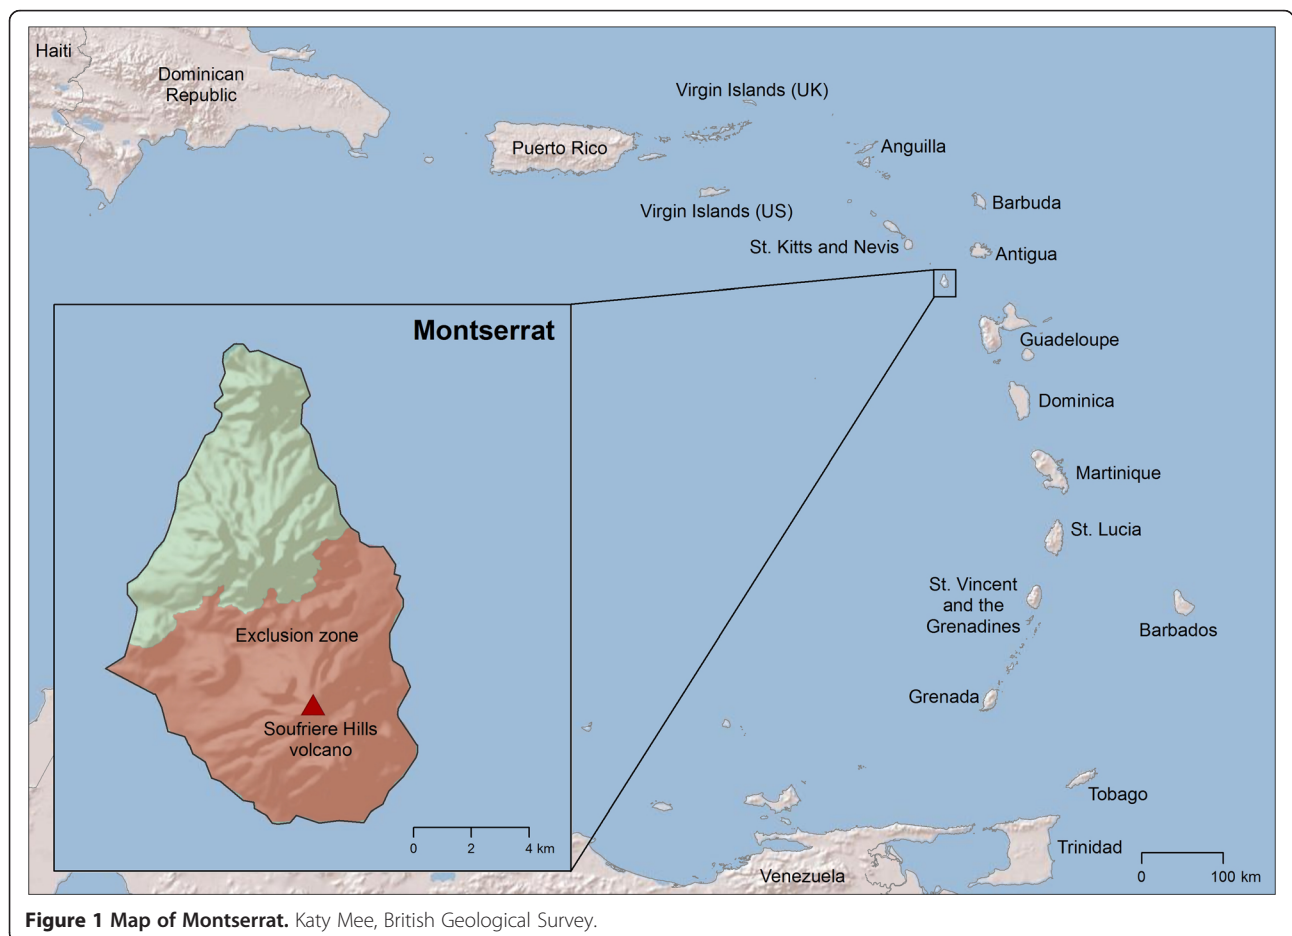 Haiti
Dominican
Republic
Virgin Islands (UK)
Puerto Rico
Anguilla
Virgin Islands (US)
Barbuda
St. Kitts and Nevis
Antigua
Montserrat
Guadeloupe
Dominica
Martinique
St. Lucia
St. Vincent
and the
Grenadines
Barbados
Exclusion zone
Grenada
Soufriere Hills
volcano
Tobago
Trinidad
Venezuela
0 2 4 km
0 100 km
Figure 1 Map of Montserrat. Katy Mee, British Geological Survey.